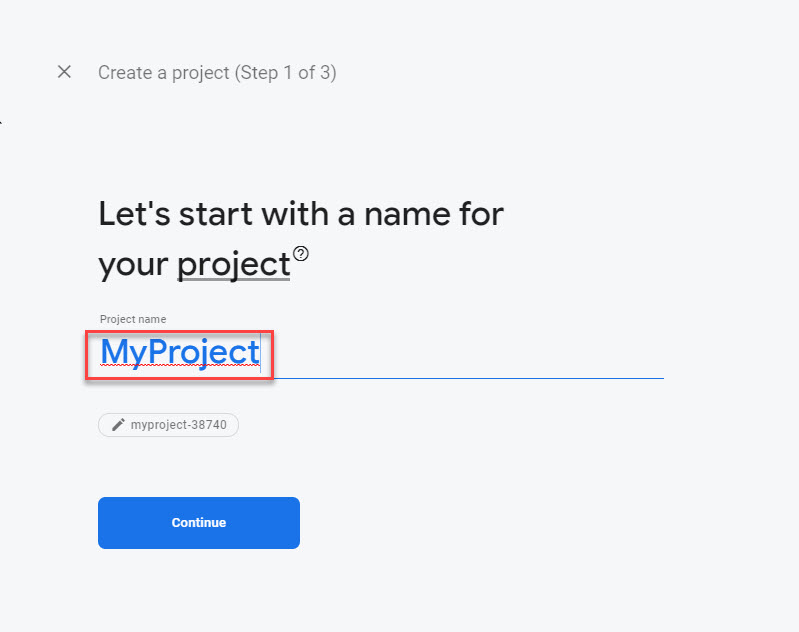 Create a project (Step 1 of 3)
Let's start with a name for
your project
Project name
MyProject
myproject-38740
Continue